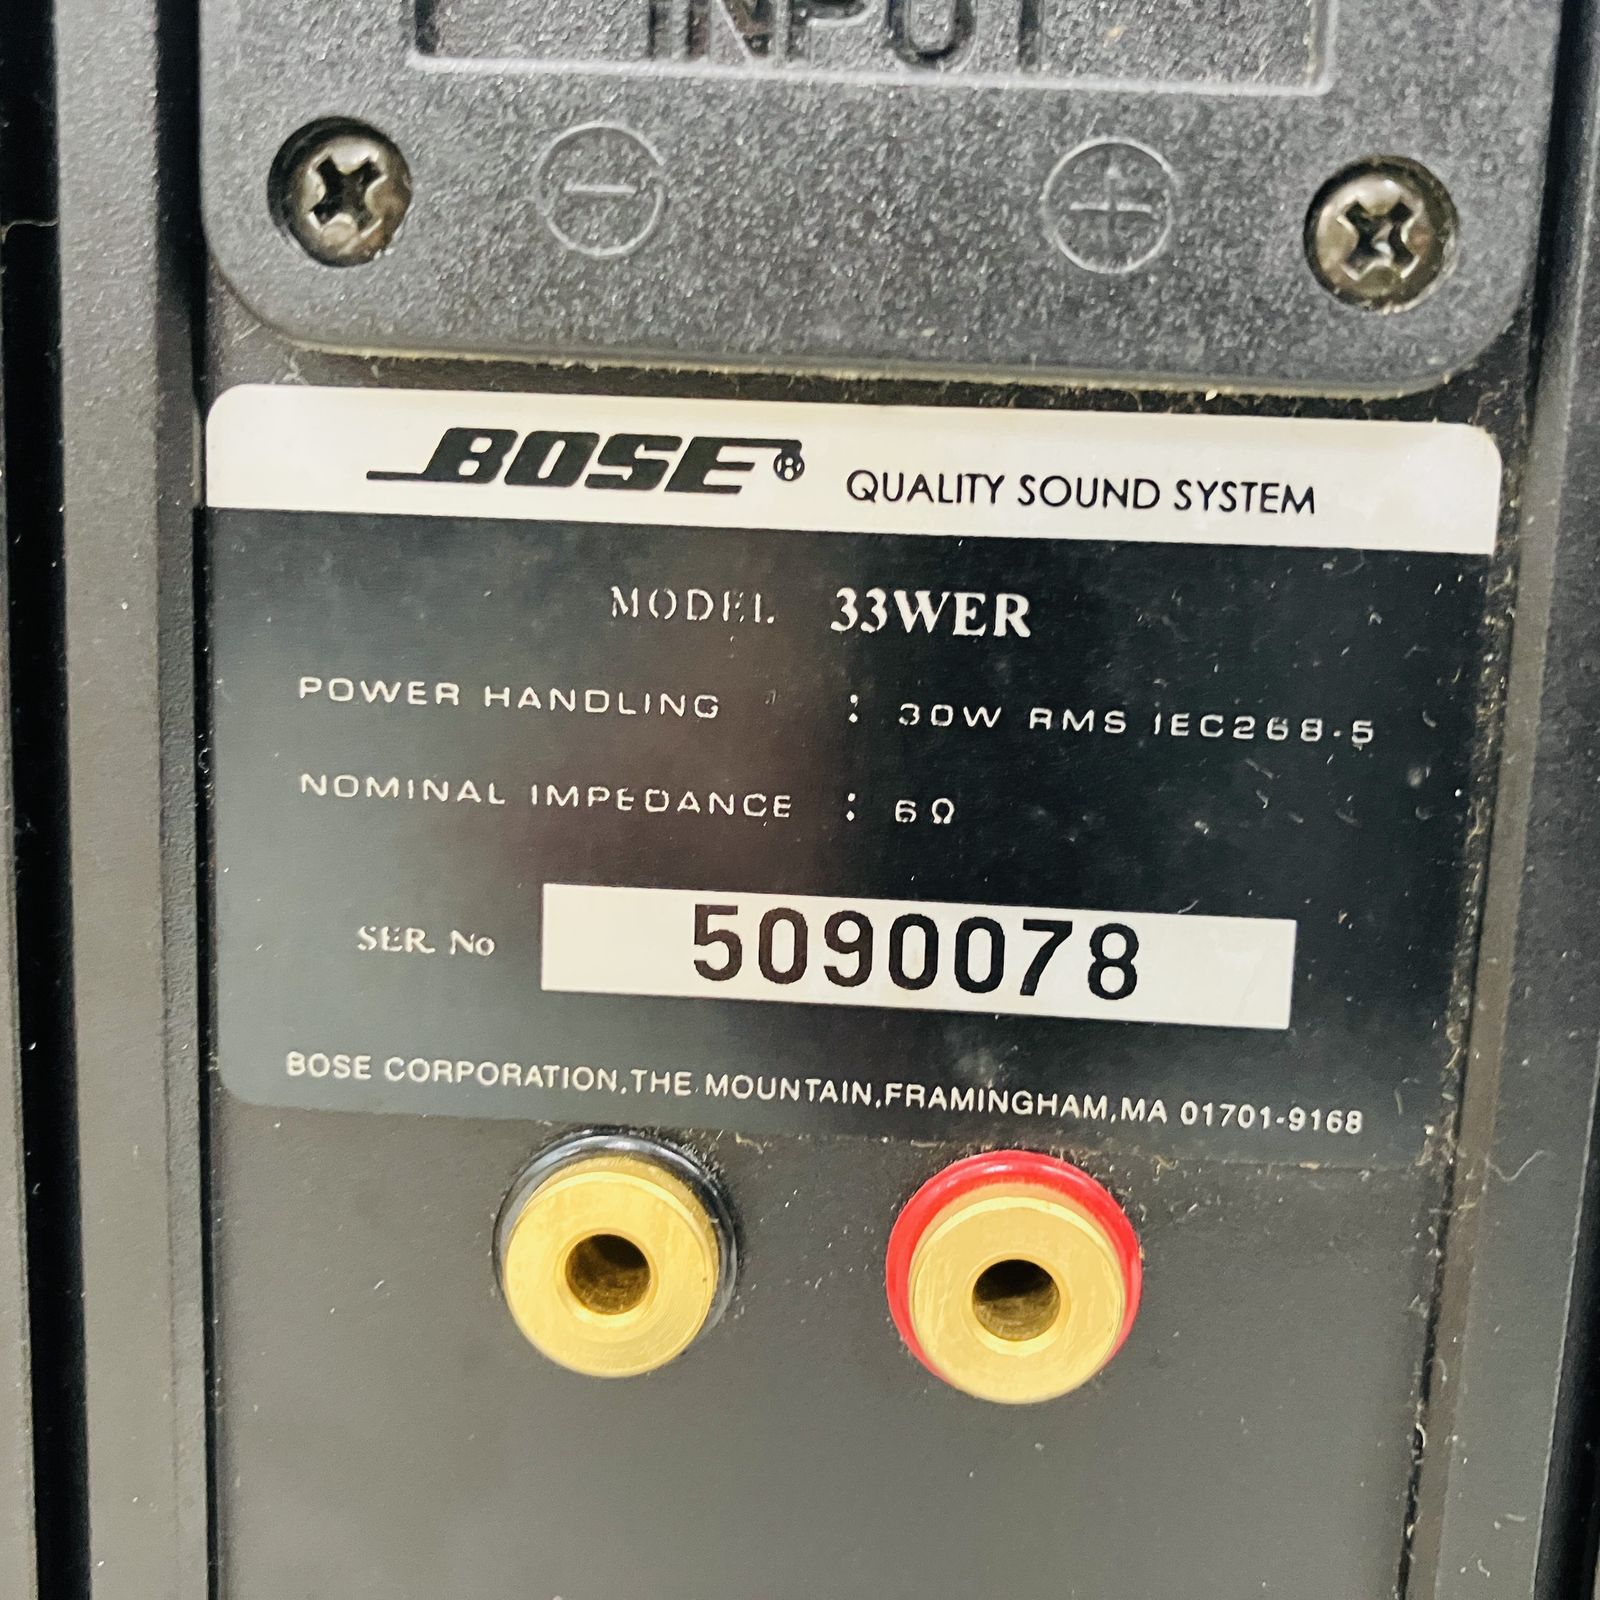 INPUT
− +
BOSE® QUALITY SOUND SYSTEM
MODEL 33WER
POWER HANDLING : 30W RMS IEC268-5
NOMINAL IMPEDANCE : 6Ω
SER. No 5090078
BOSE CORPORATION, THE MOUNTAIN, FRAMINGHAM, MA 01701-9168